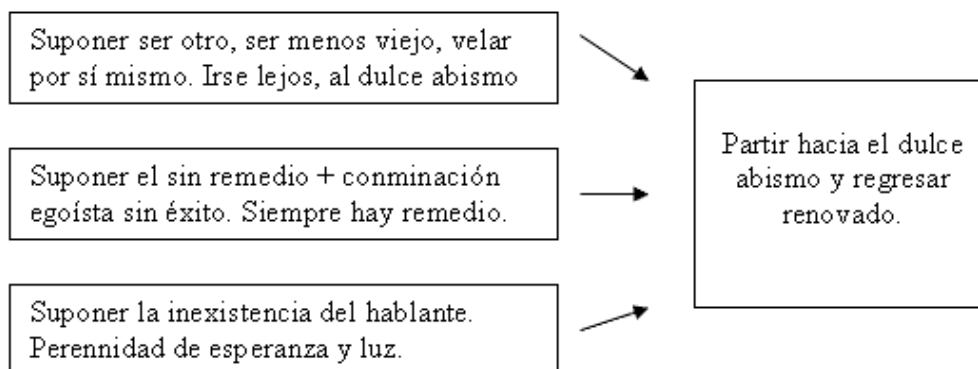 Suponer ser otro, ser menos viejo, velar
por sí mismo. Irse lejos, al dulce abismo
Suponer el sin remedio + conminación
egoísta sin éxito. Siempre hay remedio.
Suponer la inexistencia del hablante.
Perennidad de esperanza y luz.
Partir hacia el dulce
abismo y regresar
renovado.